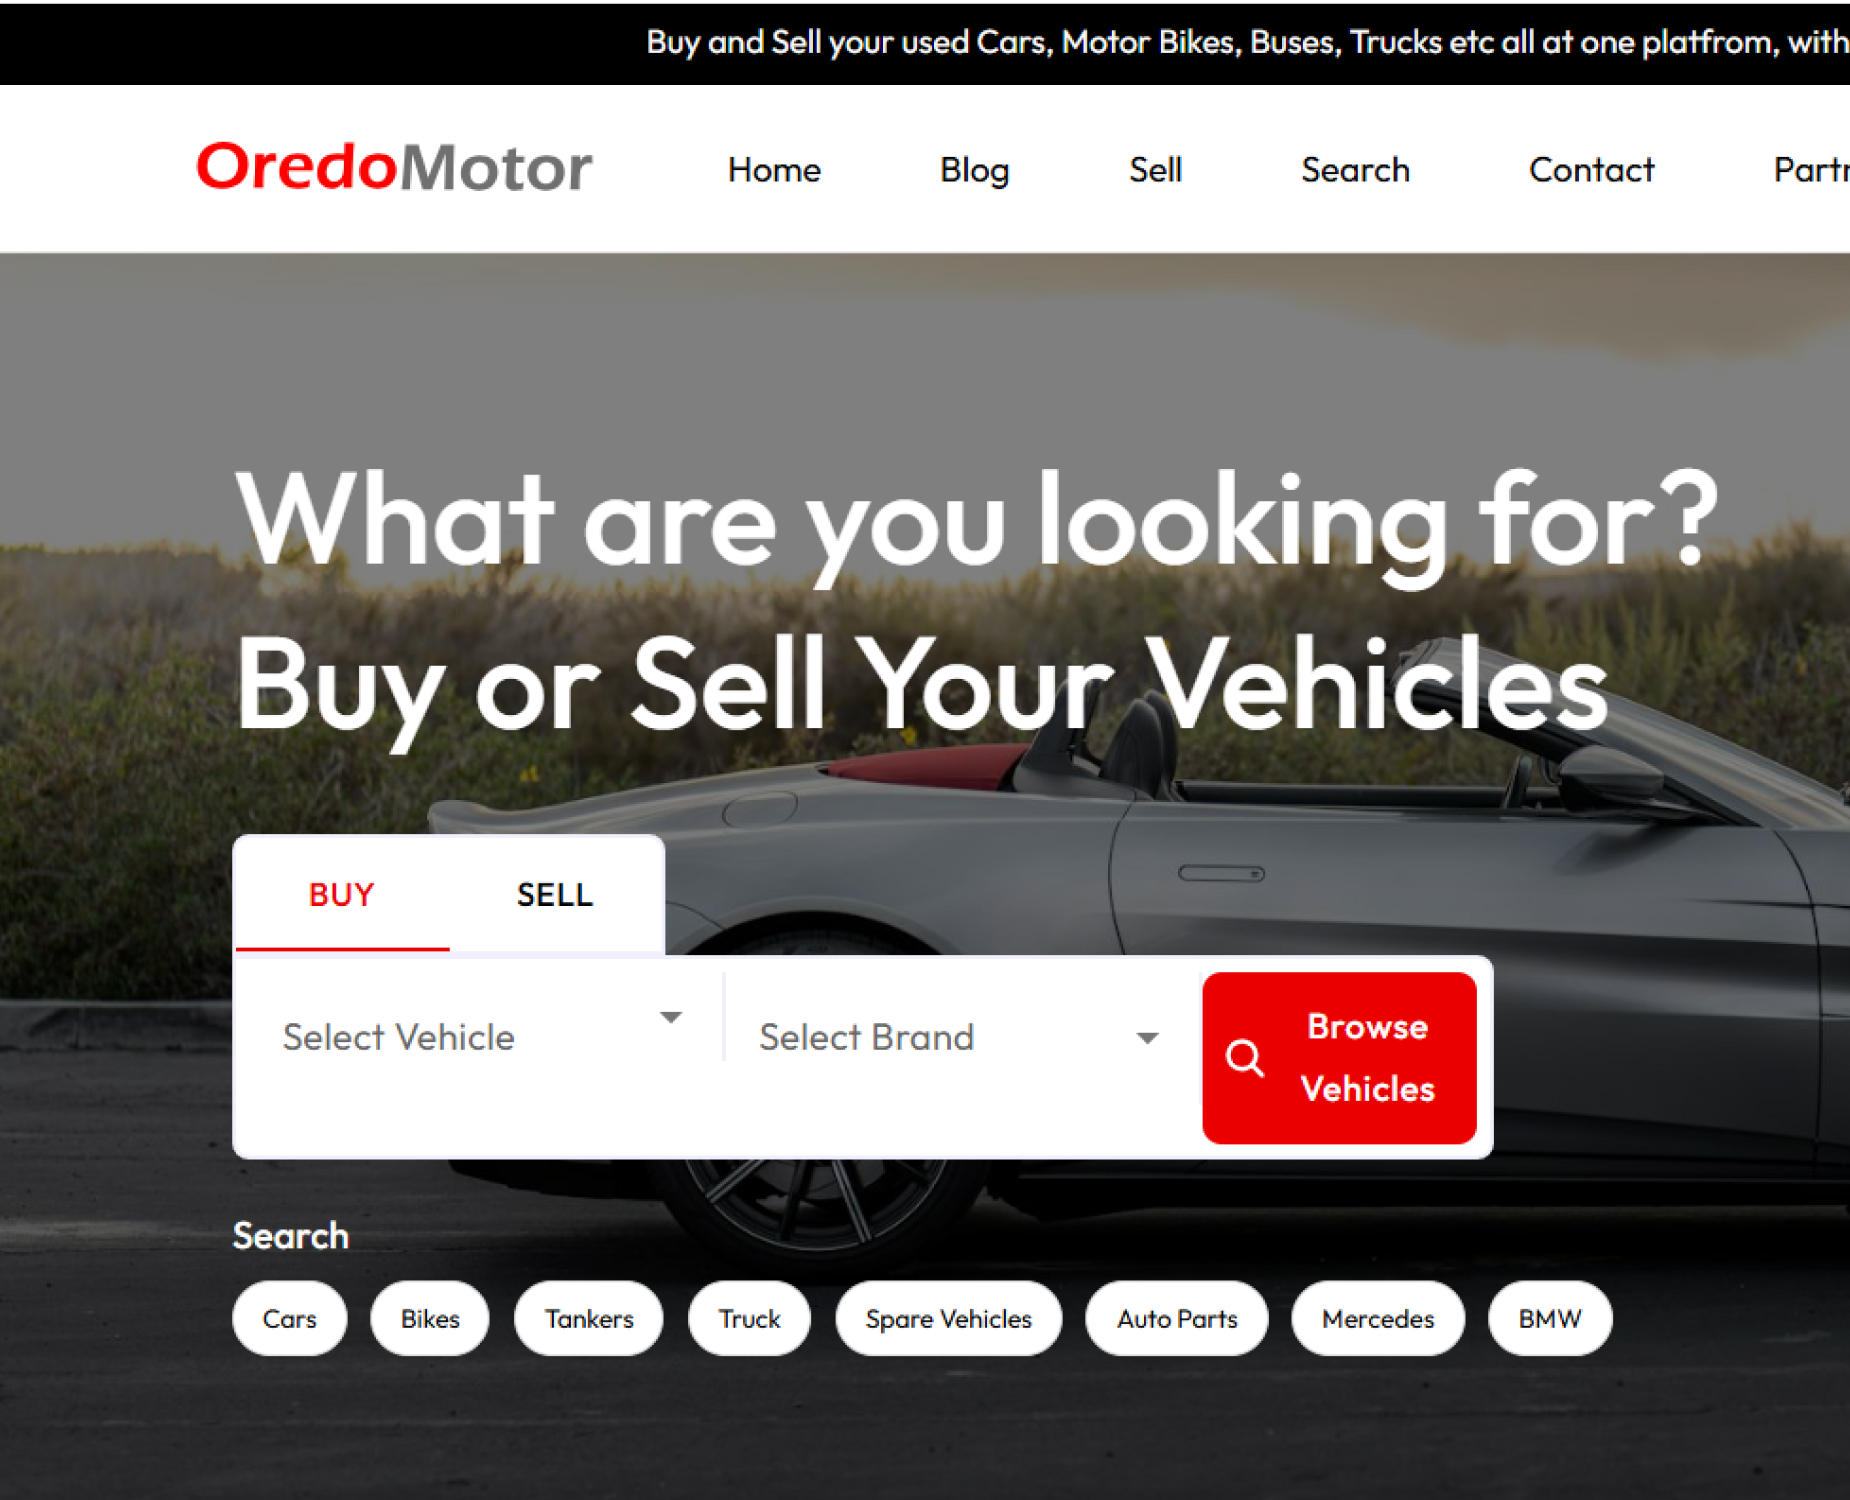 Buy and Sell your used Cars, Motor Bikes, Buses, Trucks etc all at one platfrom, with
OredoMotor
Home Blog Sell Search Contact
What are you looking for?
Buy or Sell Your Vehicles
BUY SELL
Select Vehicle Select Brand
Browse
Vehicles
Search
Cars Bikes Tankers Truck Spare Vehicles Auto Parts Mercedes BMW